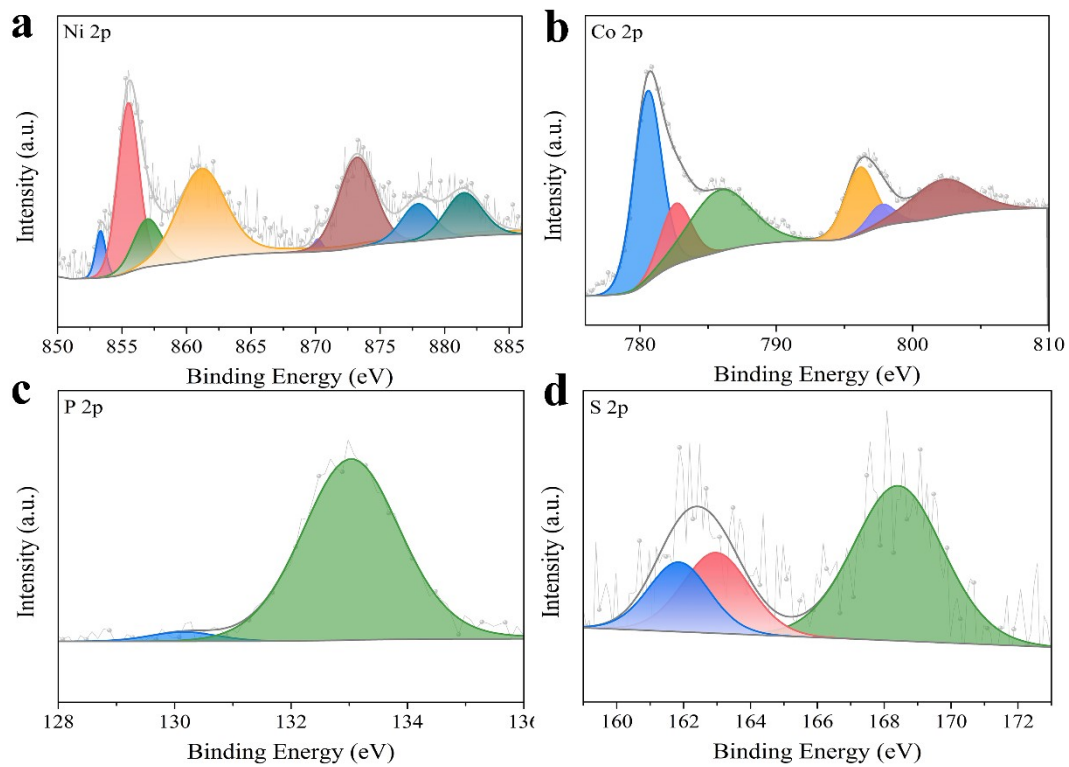 a
Ni 2p
Intensity (a.u.)
850 855 860 865 870 875 880 885
Binding Energy (eV)
b
Co 2p
Intensity (a.u.)
780 790 800 810
Binding Energy (eV)
c
P 2p
Intensity (a.u.)
128 130 132 134 136
Binding Energy (eV)
d
S 2p
Intensity (a.u.)
160 162 164 166 168 170 172
Binding Energy (eV)